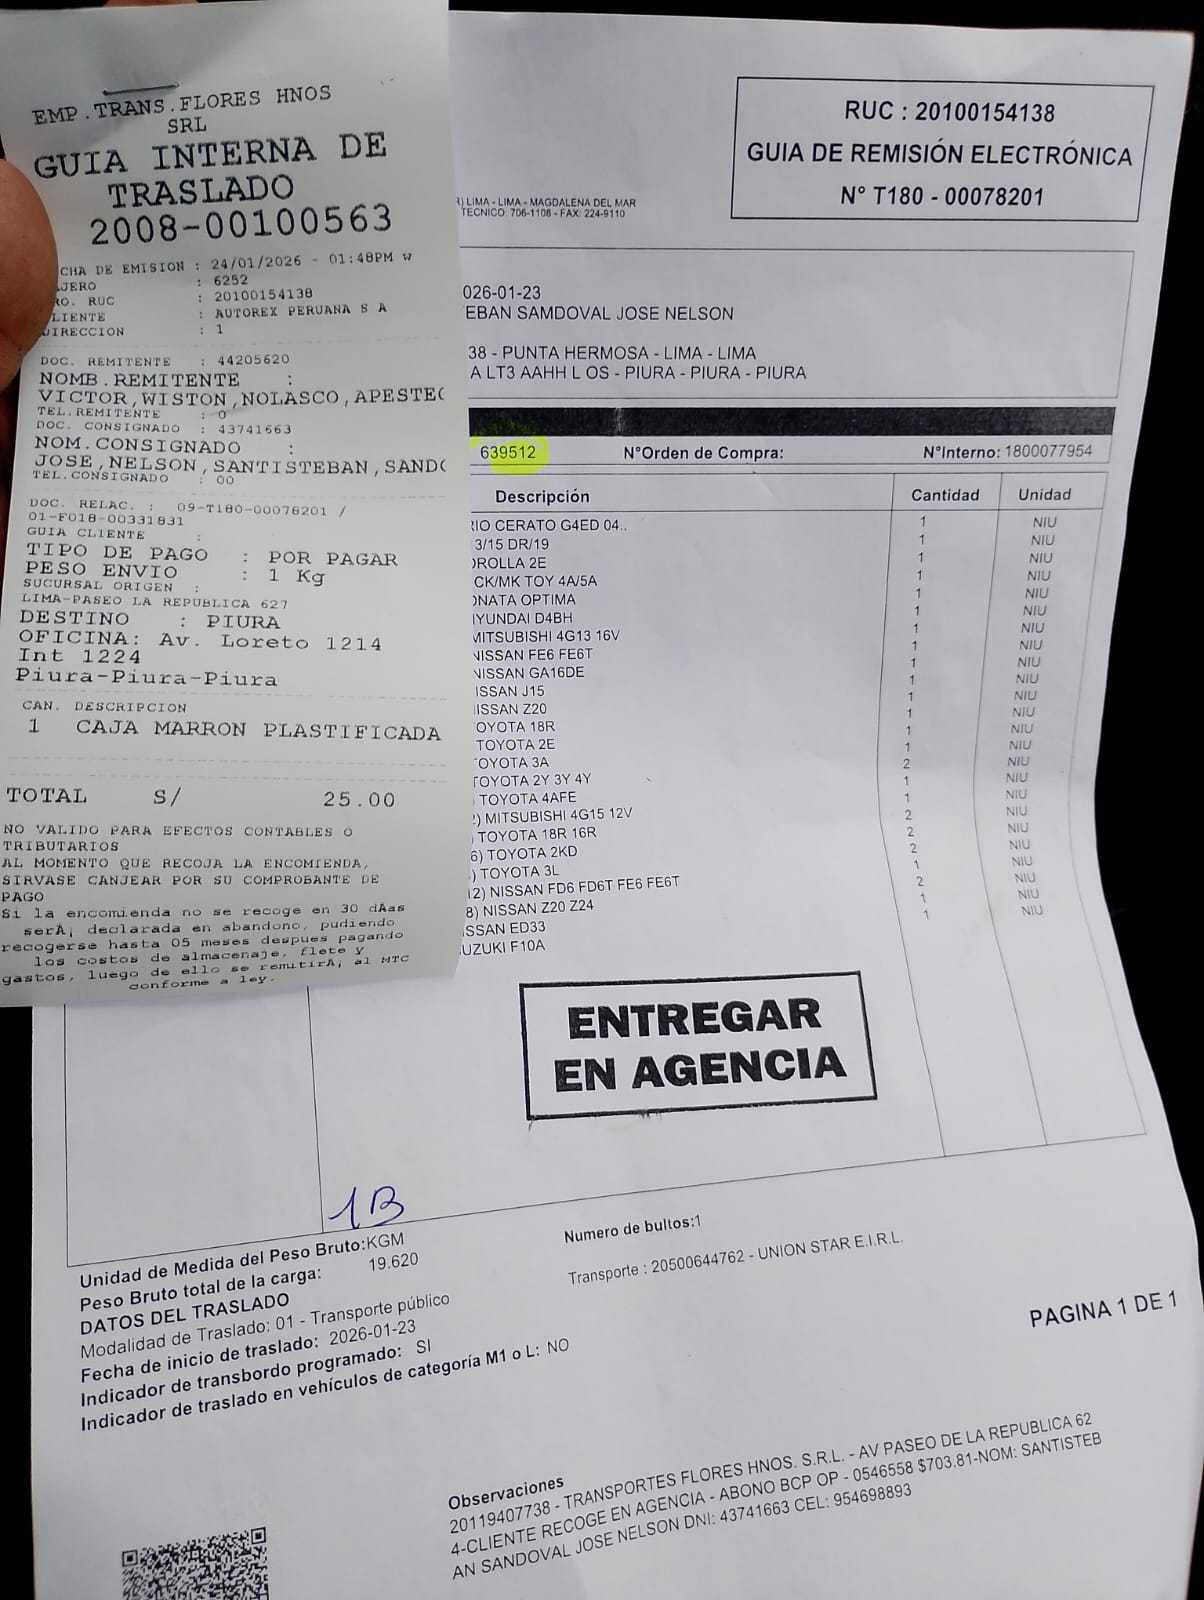 EMP.TRANS.FLORES HNOS
SRL
GUIA INTERNA DE
TRASLADO
2008-00100563
CHA DE EMISION : 24/01/2026 - 01:48PM w
JERO : 6252
RO. RUC : 20100154138
LIENTE : AUTOREX PERUANA S A
DIRECCION : 1
DOC. REMITENTE : 44205620
NOMB.REMITENTE :
VICTOR,WISTON,NOLASCO,APESTEG
TEL.REMITENTE : 0
DOC. CONSIGNADO : 43741663
NOM.CONSIGNADO :
JOSE,NELSON,SANTISTEBAN,SANDO
TEL.CONSIGNADO : 00
DOC. RELAC. : 09-T180-00078201 /
01-F018-00331831
GUIA CLIENTE :
TIPO DE PAGO : POR PAGAR
PESO ENVIO : 1 Kg
SUCURSAL ORIGEN :
LIMA-PASEO LA REPUBLICA 627
DESTINO : PIURA
OFICINA: Av. Loreto 1214
Int 1224
Piura-Piura-Piura
CAN. DESCRIPCION
1 CAJA MARRON PLASTIFICADA
TOTAL S/ 25.00
NO VALIDO PARA EFECTOS CONTABLES O
TRIBUTARIOS
AL MOMENTO QUE RECOJA LA ENCOMIENDA,
SIRVASE CANJEAR POR SU COMPROBANTE DE
PAGO
Si la encomienda no se recoge en 30 dÃas
serÃ¡ declarada en abandono, pudiendo
recogerse hasta 05 meses despues pagando
los costos de almacenaje, flete y
gastos, luego de ello se remitirÃ¡ al MTC
conforme a ley.
RUC : 20100154138
GUIA DE REMISIÓN ELECTRÓNICA
N° T180 - 00078201
) LIMA - LIMA - MAGDALENA DEL MAR
TECNICO: 706-1108 - FAX: 224-9110
026-01-23
EBAN SAMDOVAL JOSE NELSON
38 - PUNTA HERMOSA - LIMA - LIMA
A LT3 AAHH L OS - PIURA - PIURA - PIURA
639512 N°Orden de Compra: N°Interno: 1800077954
Descripción Cantidad Unidad
RIO CERATO G4ED 04.. 1 NIU
3/15 DR/19 1 NIU
OROLLA 2E 1 NIU
CK/MK TOY 4A/5A 1 NIU
ONATA OPTIMA 1 NIU
HYUNDAI D4BH 1 NIU
MITSUBISHI 4G13 16V 1 NIU
NISSAN FE6 FE6T 1 NIU
NISSAN GA16DE 1 NIU
NISSAN J15 1 NIU
NISSAN Z20 1 NIU
TOYOTA 18R 1 NIU
TOYOTA 2E 1 NIU
TOYOTA 3A 1 NIU
TOYOTA 2Y 3Y 4Y 2 NIU
TOYOTA 4AFE 1 NIU
2) MITSUBISHI 4G15 12V 1 NIU
) TOYOTA 18R 16R 2 NIU
6) TOYOTA 2KD 2 NIU
) TOYOTA 3L 2 NIU
12) NISSAN FD6 FD6T FE6 FE6T 1 NIU
8) NISSAN Z20 Z24 2 NIU
ISSAN ED33 1 NIU
UZUKI F10A 1 NIU
ENTREGAR
EN AGENCIA
1B
Unidad de Medida del Peso Bruto:KGM
Numero de bultos:1
Peso Bruto total de la carga: 19.620
Transporte : 20500644762 - UNION STAR E.I.R.L.
DATOS DEL TRASLADO
Modalidad de Traslado: 01 - Transporte público
Fecha de inicio de traslado: 2026-01-23
Indicador de transbordo programado: SI
Indicador de traslado en vehículos de categoría M1 o L: NO
PAGINA 1 DE 1
Observaciones
20119407738 - TRANSPORTES FLORES HNOS. S.R.L. - AV PASEO DE LA REPUBLICA 62
4-CLIENTE RECOGE EN AGENCIA - ABONO BCP OP - 0546558 $703.81-NOM: SANTISTEB
AN SANDOVAL JOSE NELSON DNI: 43741663 CEL: 954698893